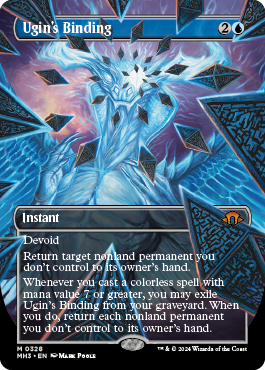 Ugin's Binding 2
Instant
Devoid
Return target nonland permanent you
don't control to its owner's hand.
Whenever you cast a colorless spell with
mana value 7 or greater, you may exile
Ugin's Binding from your graveyard. When
you do, return each nonland permanent
you don't control to its owner's hand.
M 0328
MH3 • EN Mark Poole
™ & © 2024 Wizards of the Coast